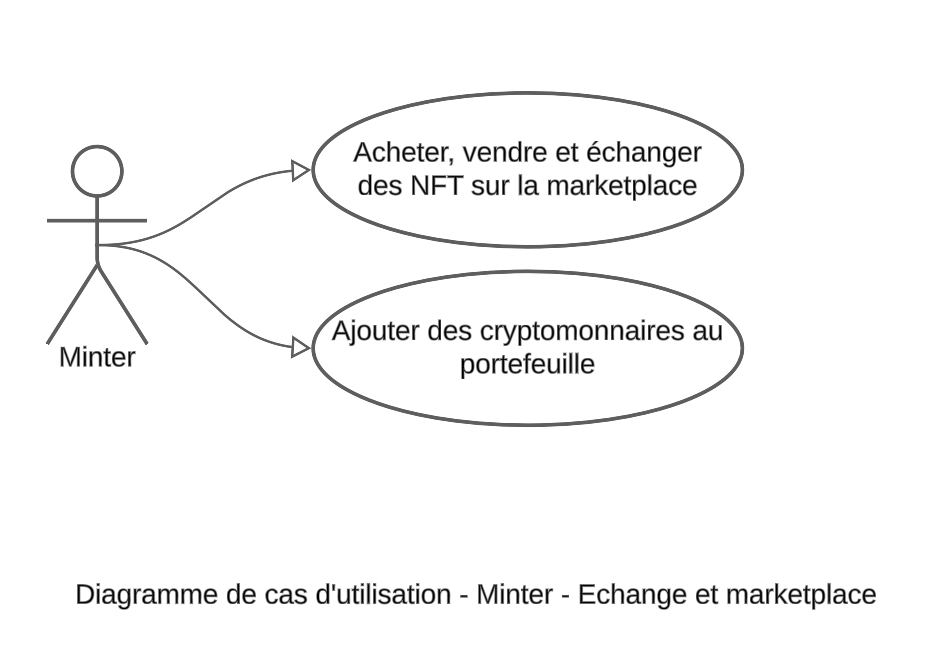 Acheter, vendre et échanger
des NFT sur la marketplace
Ajouter des cryptomonnaires au
portefeuille
Minter
Diagramme de cas d'utilisation - Minter - Echange et marketplace